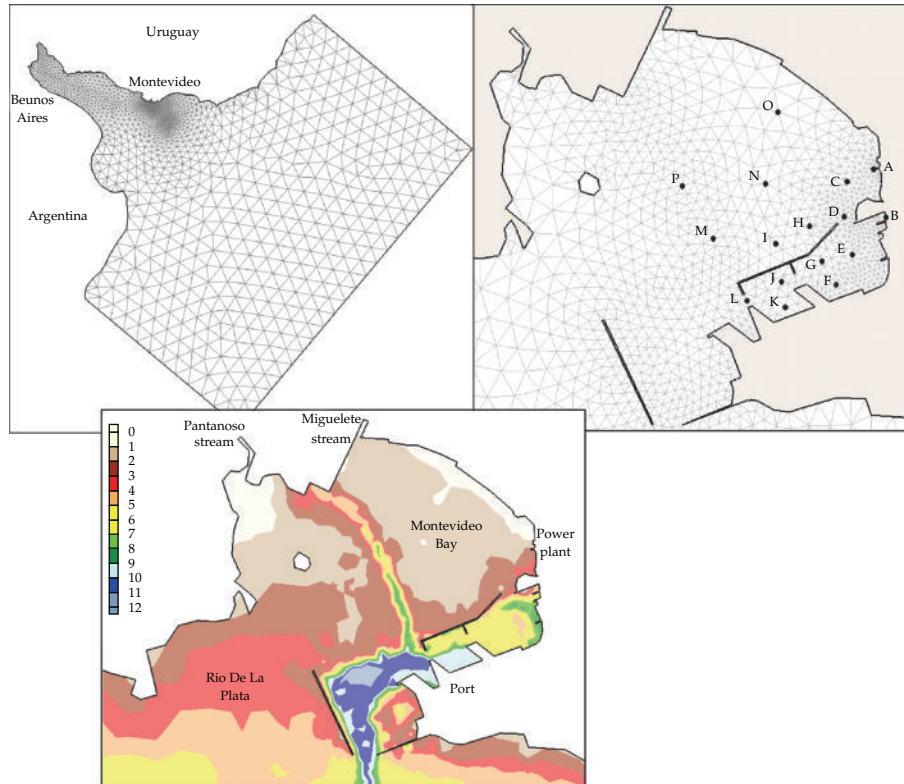 Uruguay
Montevideo
Beunos
Aires
Argentina
O
A
P
N
C
D
B
H
M
I
E
G
J
F
L
K
Pantanoso
stream
Miguelete
stream
0
1
2
3
4
5
6
7
8
9
10
11
12
Montevideo
Bay
Power
plant
Rio De La
Plata
Port